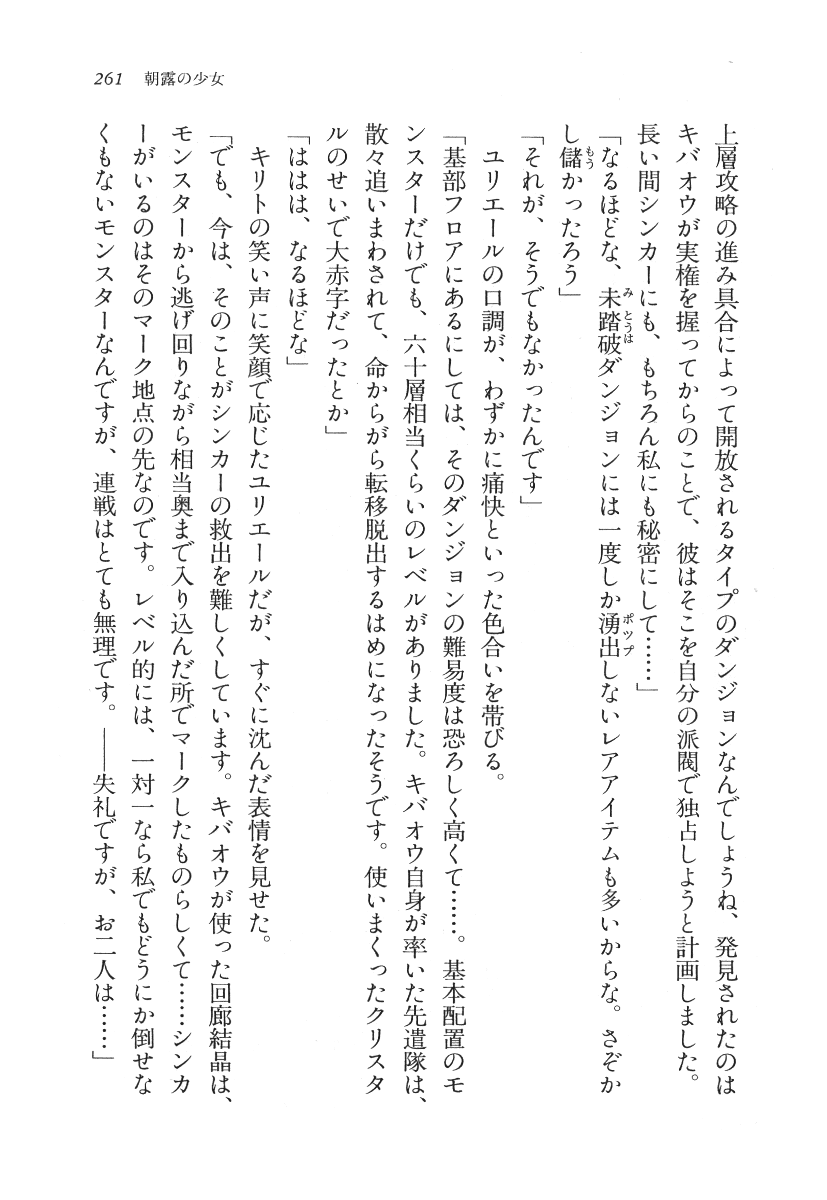 261 朝露の少女
上層攻略の進み具合によって開放されるタイプのダンジョンなんでしょうね、発見されたのは
キバオウが実権を握ってからのことで、彼はそこを自分の派閥で独占しようと計画しました。
長い間シンカーにも、もちろん私にも秘密にして……」
「なるほどな、未踏破ダンジョンには一度しか湧出しないレアアイテムも多いからな。さぞか
し儲かったろう」
「それが、そうでもなかったんです」
ユリエールの口調が、わずかに痛快といった色合いを帯びる。
「基部フロアにあるにしては、そのダンジョンの難易度は恐ろしく高くて……。基本配置のモ
ンスターだけでも、六十層相当くらいのレベルがありました。キバオウ自身が率いた先遣隊は、
散々追いまわされて、命からがら転移脱出するはめになったそうです。使いまくったクリスタ
ルのせいで大赤字だったとか」
「ははは、なるほどな」
キリトの笑い声に笑顔で応じたユリエールだが、すぐに沈んだ表情を見せた。
「でも、今は、そのことがシンカーの救出を難しくしています。キバオウが使った回廊結晶は、
モンスターから逃げ回りながら相当奥まで入り込んだ所でマークしたものらしくて……シンカ
ーがいるのはそのマーク地点の先なのです。レベル的には、一対一なら私でもどうにか倒せな
くもないモンスターなんですが、連戦はとても無理です。――失礼ですが、お二人は……」